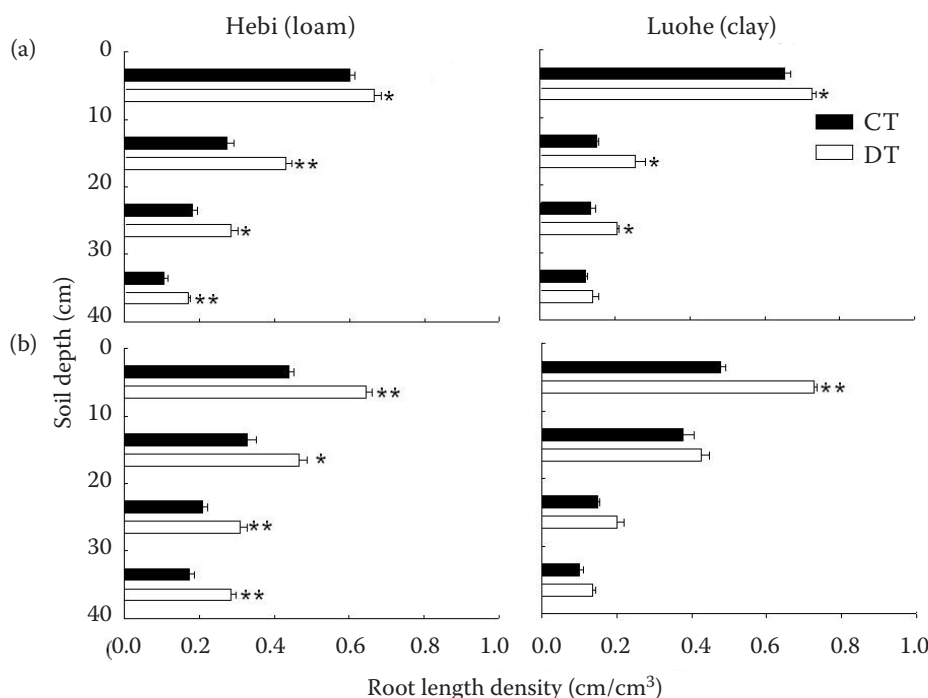 Hebi (loam)
Luohe (clay)
(a)
0
10
20
30
40
*
**
*
**
*
*
*
CT
DT
Soil depth (cm)
(b)
0
10
20
30
40
**
*
**
**
**
(0.0 0.2 0.4 0.6 0.8 1.0
0.0 0.2 0.4 0.6 0.8 1.0
Root length density (cm/cm³)